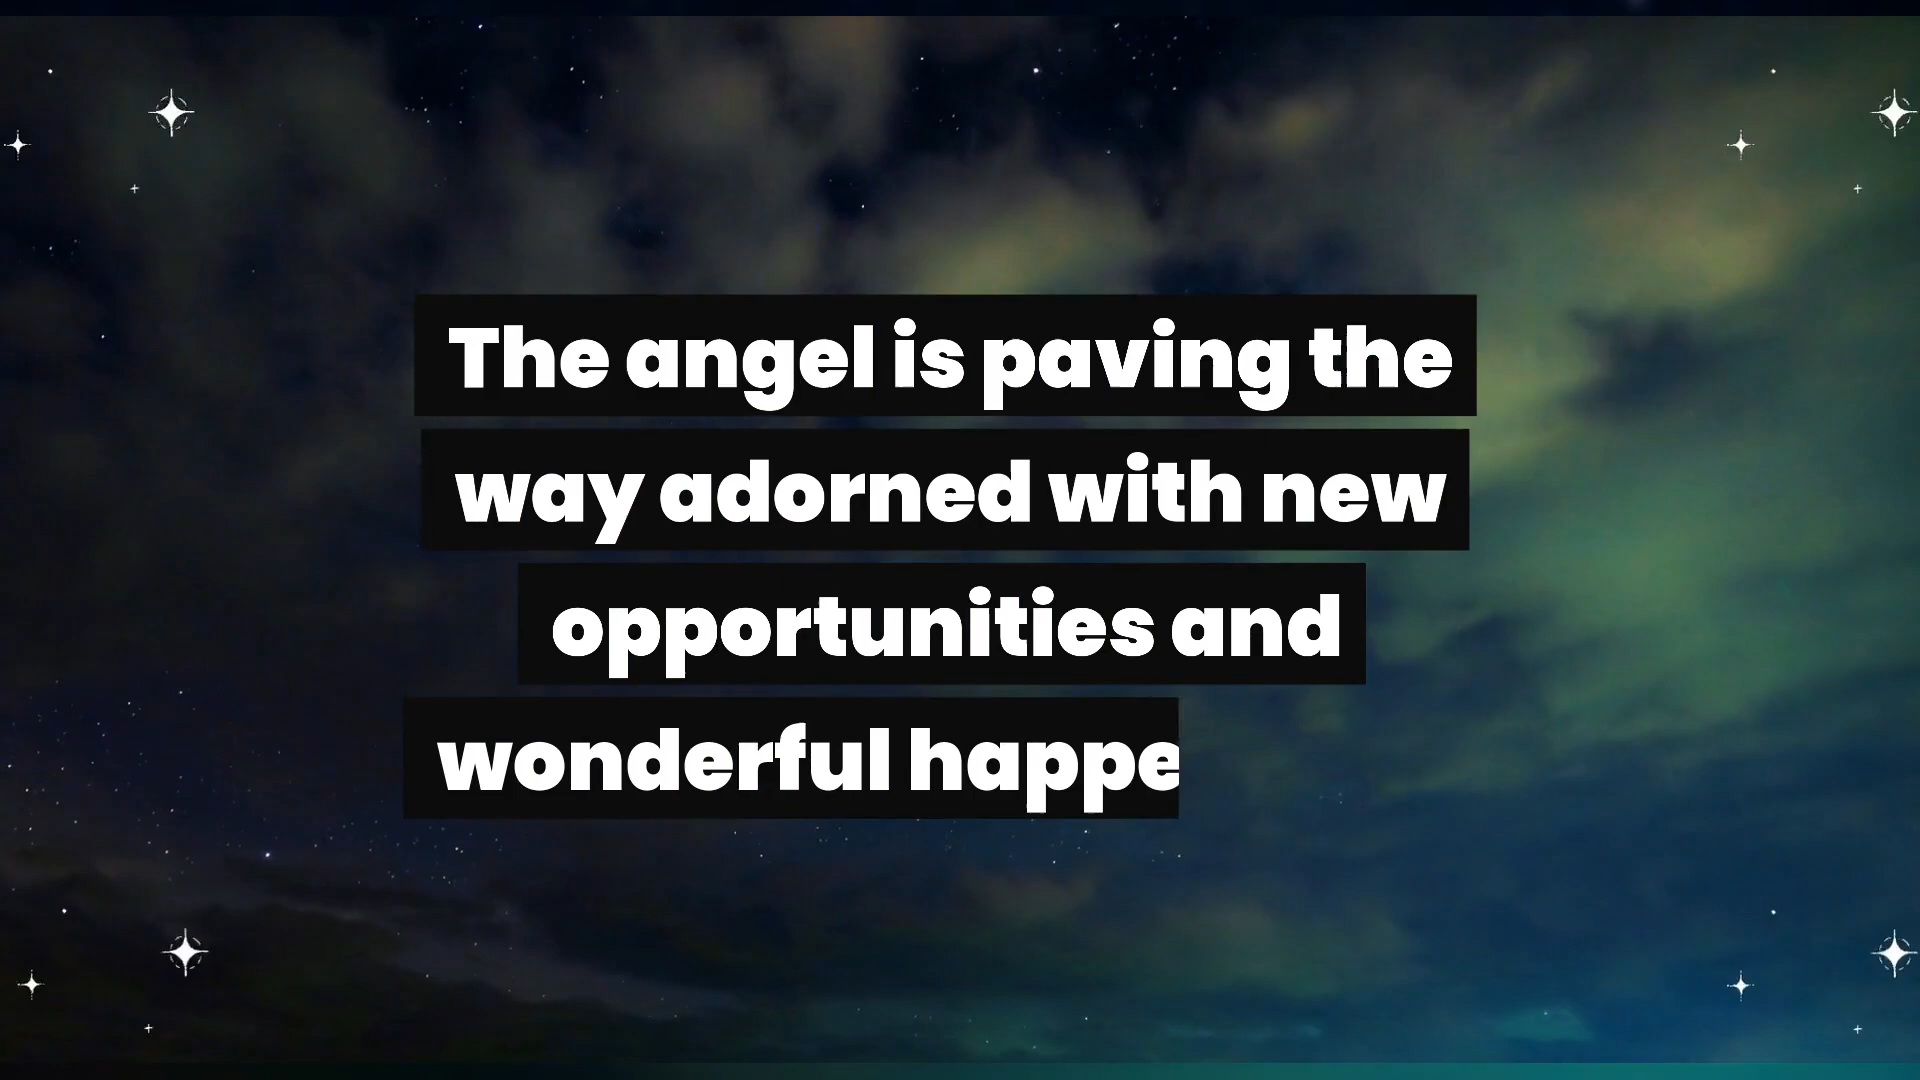 The angel is paving the
way adorned with new
opportunities and
wonderful happe